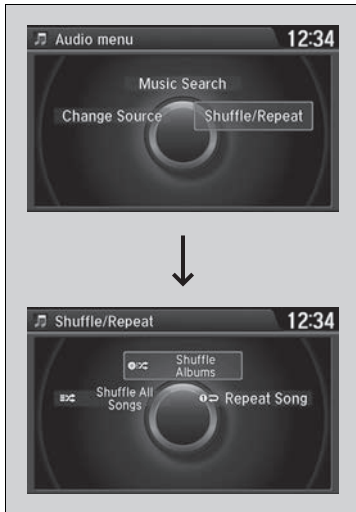 Audio menu 12:34
Music Search
Change Source Shuffle/Repeat
Shuffle/Repeat 12:34
Shuffle
Albums
Shuffle All
Songs
Repeat Song